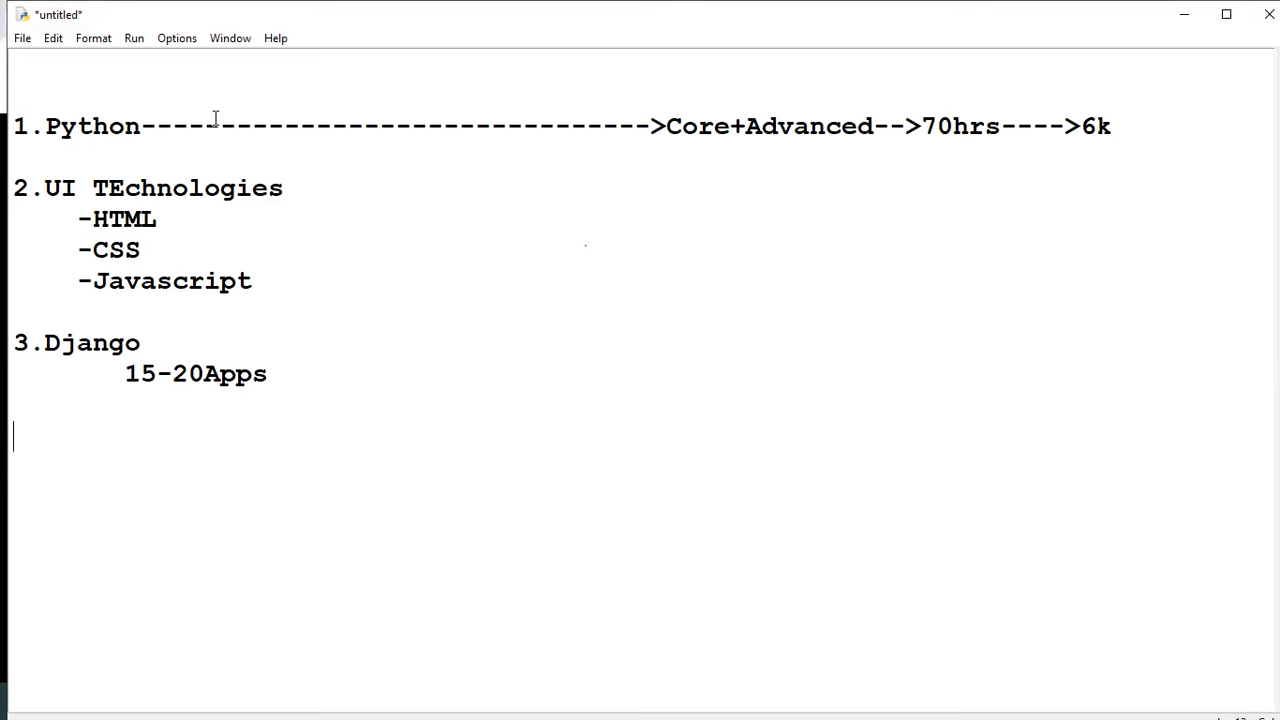 *untitled*
File Edit Format Run Options Window Help
1.Python-------------------------------->Core+Advanced-->70hrs---->6k
2.UI TEchnologies
-HTML
-CSS
-Javascript
3.Django
15-20Apps